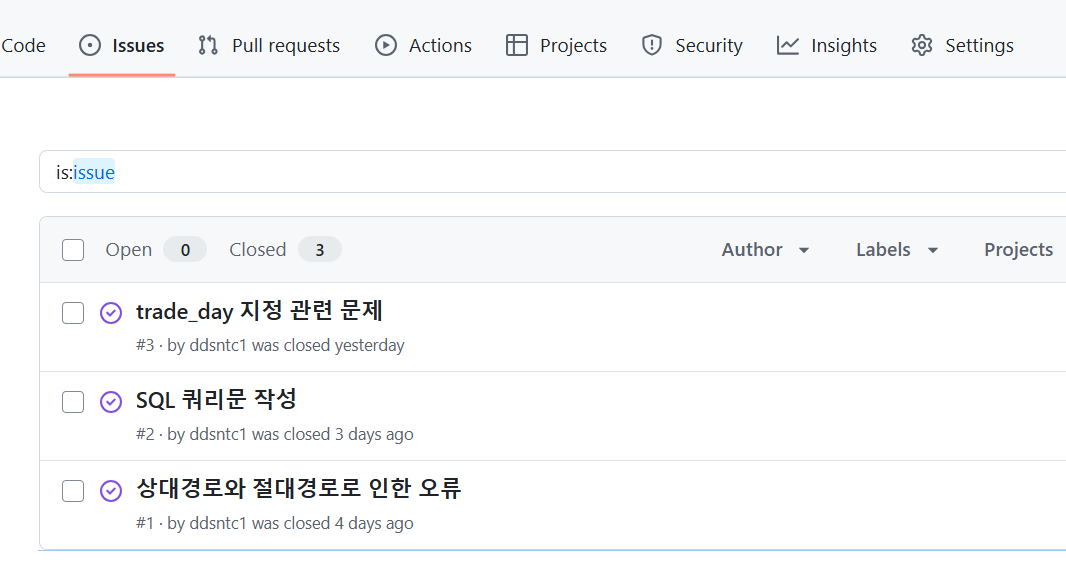 Code Issues Pull requests Actions Projects Security Insights Settings
is:issue
Open 0 Closed 3 Author Labels Projects
trade_day 지정 관련 문제
#3 · by ddsntc1 was closed yesterday
SQL 쿼리문 작성
#2 · by ddsntc1 was closed 3 days ago
상대경로와 절대경로로 인한 오류
#1 · by ddsntc1 was closed 4 days ago